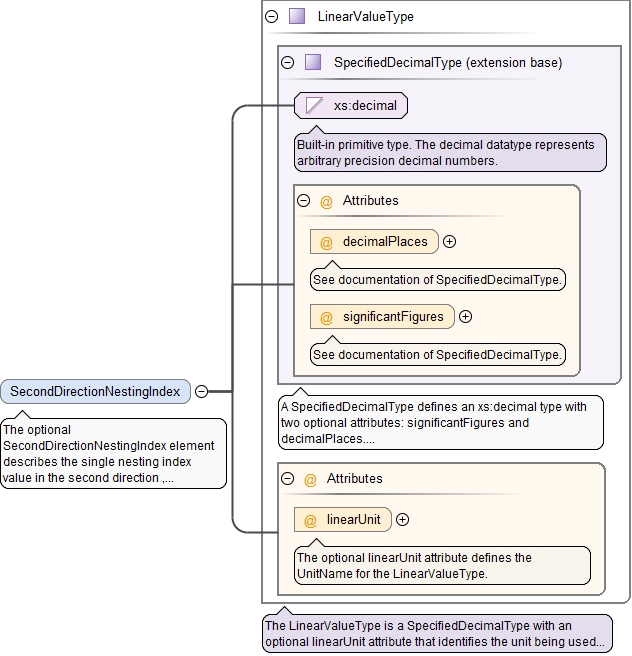 LinearValueType
SpecifiedDecimalType (extension base)
xs:decimal
Built-in primitive type. The decimal datatype represents
arbitrary precision decimal numbers.
@ Attributes
@ decimalPlaces
See documentation of SpecifiedDecimalType.
@ significantFigures
See documentation of SpecifiedDecimalType.
SecondDirectionNestingIndex
The optional
SecondDirectionNestingIndex element
describes the single nesting index
value in the second direction ,...
A SpecifiedDecimalType defines an xs:decimal type with
two optional attributes: significantFigures and
decimalPlaces....
@ Attributes
@ linearUnit
The optional linearUnit attribute defines the
UnitName for the LinearValueType.
The LinearValueType is a SpecifiedDecimalType with an
optional linearUnit attribute that identifies the unit being used...